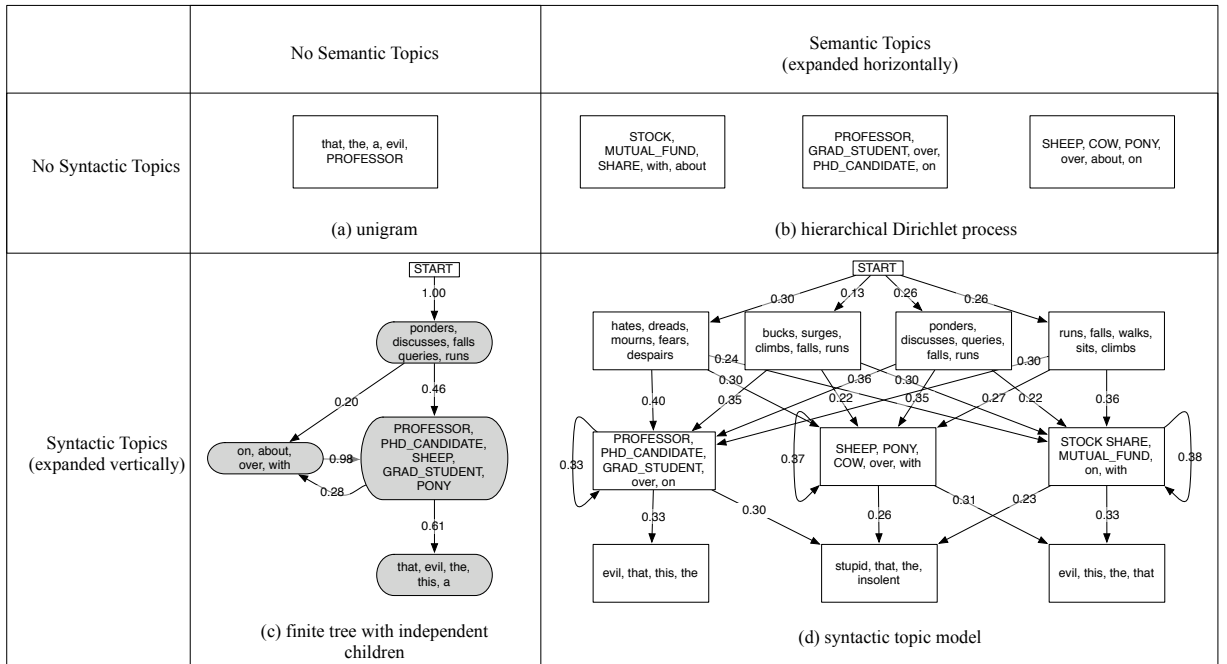 No Semantic Topics
Semantic Topics
(expanded horizontally)
No Syntactic Topics
that, the, a, evil,
PROFESSOR
(a) unigram
STOCK,
MUTUAL_FUND,
SHARE, with, about
PROFESSOR,
GRAD_STUDENT, over,
PHD_CANDIDATE, on
SHEEP, COW, PONY,
over, about, on
(b) hierarchical Dirichlet process
Syntactic Topics
(expanded vertically)
START
1.00
ponders,
discusses, falls
queries, runs
0.20
0.46
on, about,
over, with
0.98
0.28
PROFESSOR,
PHD_CANDIDATE,
SHEEP,
GRAD_STUDENT,
PONY
0.61
that, evil, the,
this, a
(c) finite tree with independent
children
START
0.30
0.13
0.26
0.26
hates, dreads,
mourns, fears,
despairs
bucks, surges,
climbs, falls, runs
ponders,
discusses, queries,
falls, runs
runs, falls, walks,
sits, climbs
0.24
0.30
0.36
0.30
0.30
0.40
0.35
0.22
0.35
0.27
0.22
0.36
0.33
PROFESSOR,
PHD_CANDIDATE,
GRAD_STUDENT,
over, on
0.37
SHEEP, PONY,
COW, over, with
STOCK SHARE,
MUTUAL_FUND,
on, with
0.38
0.33
0.30
0.26
0.31
0.23
0.33
evil, that, this, the
stupid, that, the,
insolent
evil, this, the, that
(d) syntactic topic model